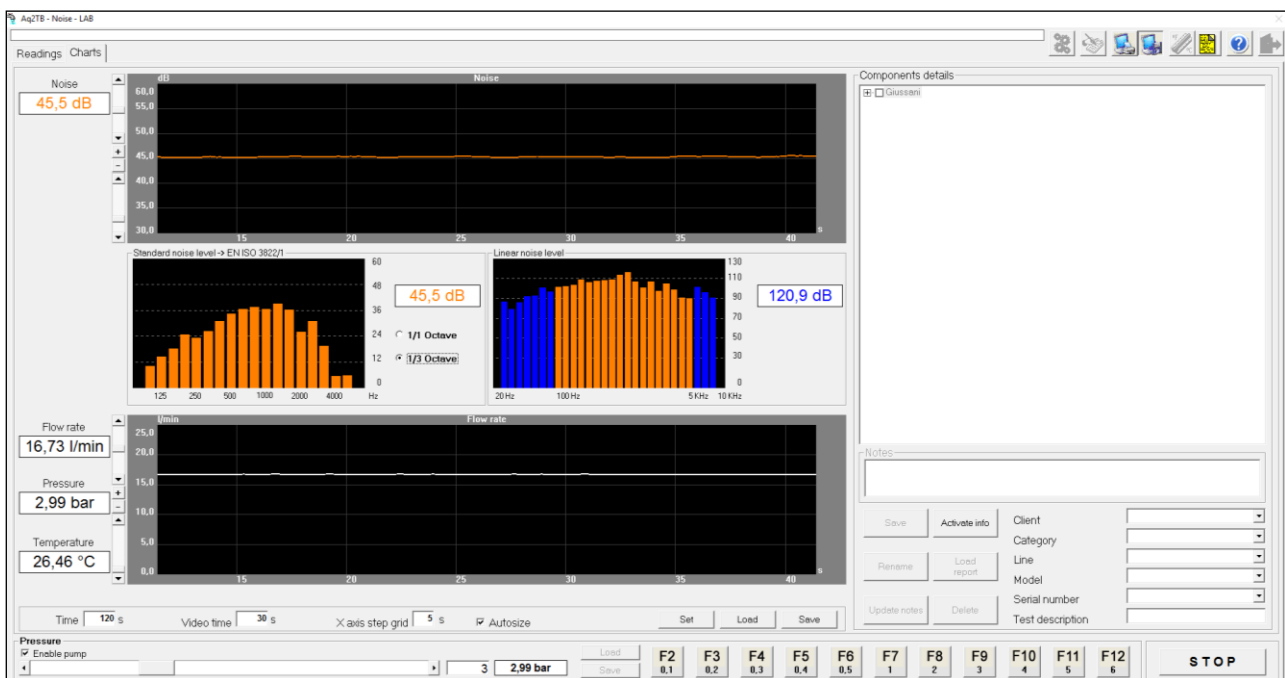 Aq2TB - Noise - LAB
Readings Charts
Noise
45,5 dB
dB Noise
60,0
55,0
50,0
45,0
40,0
35,0
30,0
15 20 25 30 35 40 s
Standard noise level -> EN ISO 3822/1
60
48
36
24
12
0
125 250 500 1000 2000 4000 Hz
45,5 dB
1/1 Octave
1/3 Octave
Linear noise level
130
110
90
70
50
30
0
20 Hz 100 Hz 5 KHz 10 KHz
120,9 dB
Flow rate
16,73 l/min
Pressure
2,99 bar
Temperature
26,46 °C
l/min Flow rate
25,0
20,0
15,0
10,0
5,0
0,0
15 20 25 30 35 40 s
Time 120 s Video time 30 s X axis step grid 5 s Autosize Set Load Save
Components details
Giussani
Notes
Save Activate info
Rename Load report
Update notes Delete
Client
Category
Line
Model
Serial number
Test description
Pressure
Enable pump
3 2,99 bar
Load
Save
F2 0,1
F3 0,2
F4 0,3
F5 0,4
F6 0,5
F7 1
F8 2
F9 3
F10 4
F11 5
F12 6
STOP